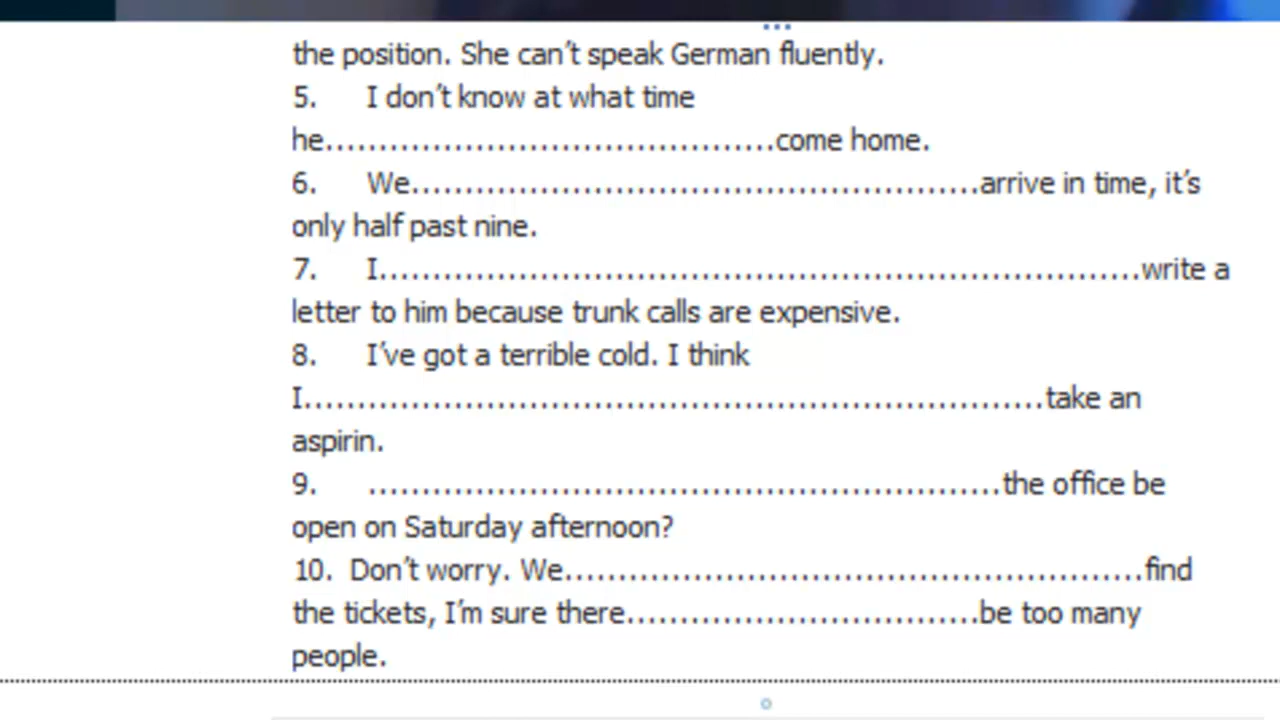 the position. She can't speak German fluently.
5. I don't know at what time
he..........................................come home.
6. We.....................................................arrive in time, it's
only half past nine.
7. I.......................................................................write a
letter to him because trunk calls are expensive.
8. I've got a terrible cold. I think
I.....................................................................take an
aspirin.
9. ...........................................................the office be
open on Saturday afternoon?
10. Don't worry. We......................................................find
the tickets, I'm sure there.................................be too many
people.